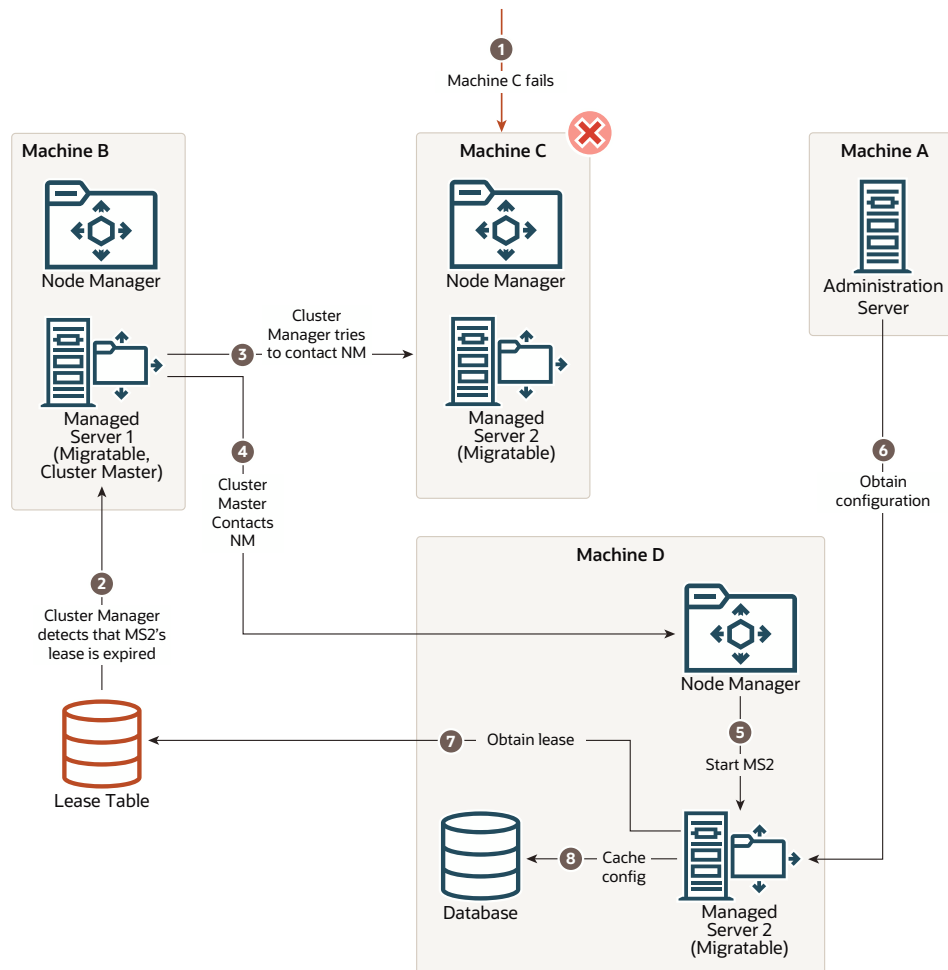 1
Machine C fails
Machine B
Node Manager
Managed
Server 1
(Migratable,
Cluster Master)
Machine C
Node Manager
Managed
Server 2
(Migratable)
Machine A
Administration
Server
3
Cluster
Manager tries
to contact NM
4
Cluster
Master
Contacts
NM
6
Obtain
configuration
2
Cluster Manager
detects that MS2's
lease is expired
Lease Table
Machine D
Node Manager
5
Start MS2
7
Obtain lease
8
Cache
config
Database
Managed
Server 2
(Migratable)